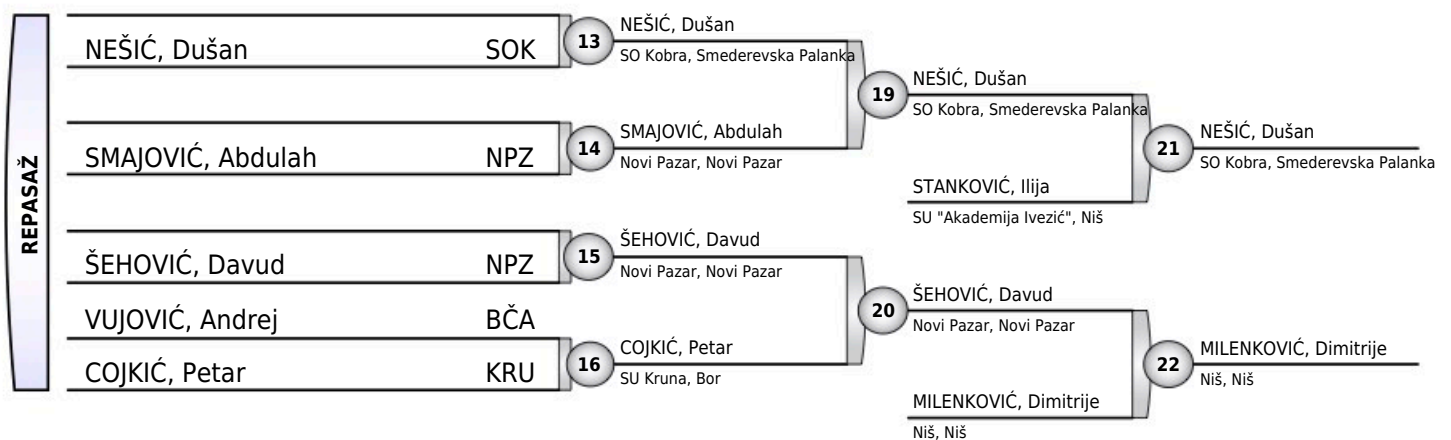 REPASAŽ
NEŠIĆ, Dušan SOK
SMAJOVIĆ, Abdulah NPZ
ŠEHOVIĆ, Davud NPZ
VUJOVIĆ, Andrej BČA
COJKIĆ, Petar KRU
13
NEŠIĆ, Dušan
SO Kobra, Smederevska Palanka
14
SMAJOVIĆ, Abdulah
Novi Pazar, Novi Pazar
15
ŠEHOVIĆ, Davud
Novi Pazar, Novi Pazar
16
COJKIĆ, Petar
SU Kruna, Bor
19
NEŠIĆ, Dušan
SO Kobra, Smederevska Palanka
STANKOVIĆ, Ilija
SU "Akademija Ivezić", Niš
20
ŠEHOVIĆ, Davud
Novi Pazar, Novi Pazar
MILENKOVIĆ, Dimitrije
Niš, Niš
21
NEŠIĆ, Dušan
SO Kobra, Smederevska Palanka
22
MILENKOVIĆ, Dimitrije
Niš, Niš